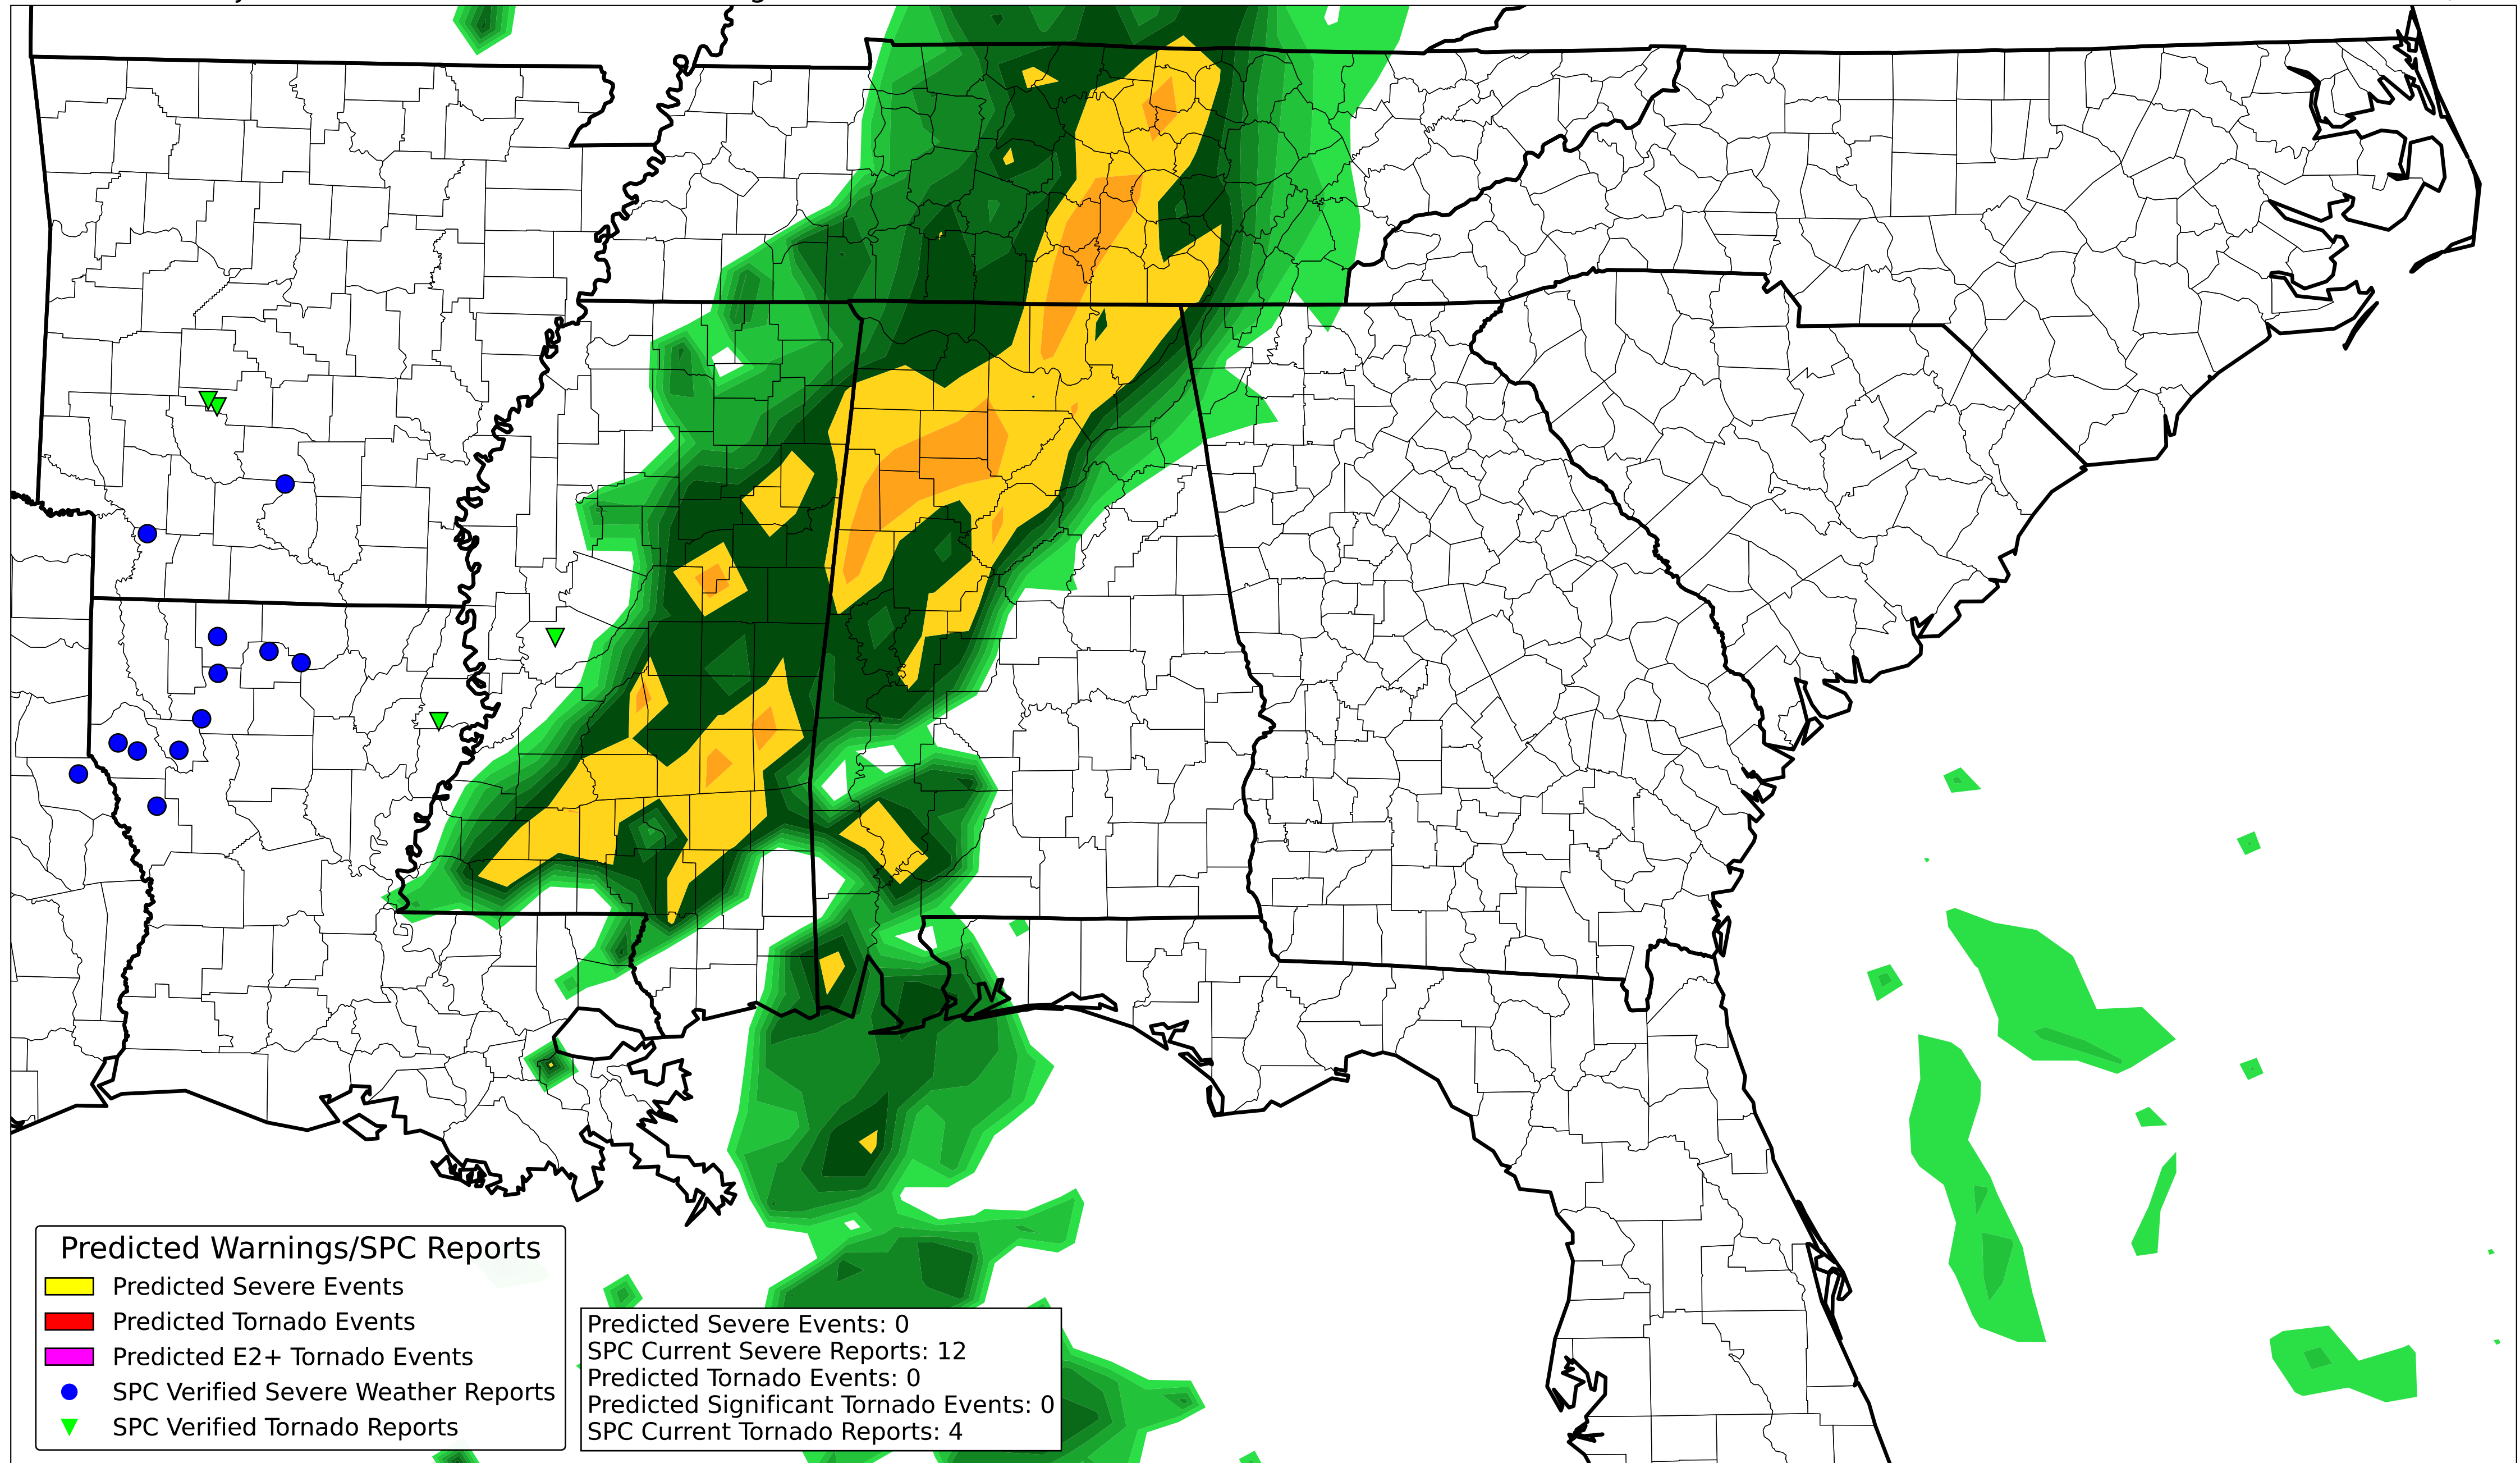 Predicted Warnings/SPC Reports
Predicted Severe Events
Predicted Tornado Events
Predicted E2+ Tornado Events
SPC Verified Severe Weather Reports
SPC Verified Tornado Reports
Predicted Severe Events: 0
SPC Current Severe Reports: 12
Predicted Tornado Events: 0
Predicted Significant Tornado Events: 0
SPC Current Tornado Reports: 4